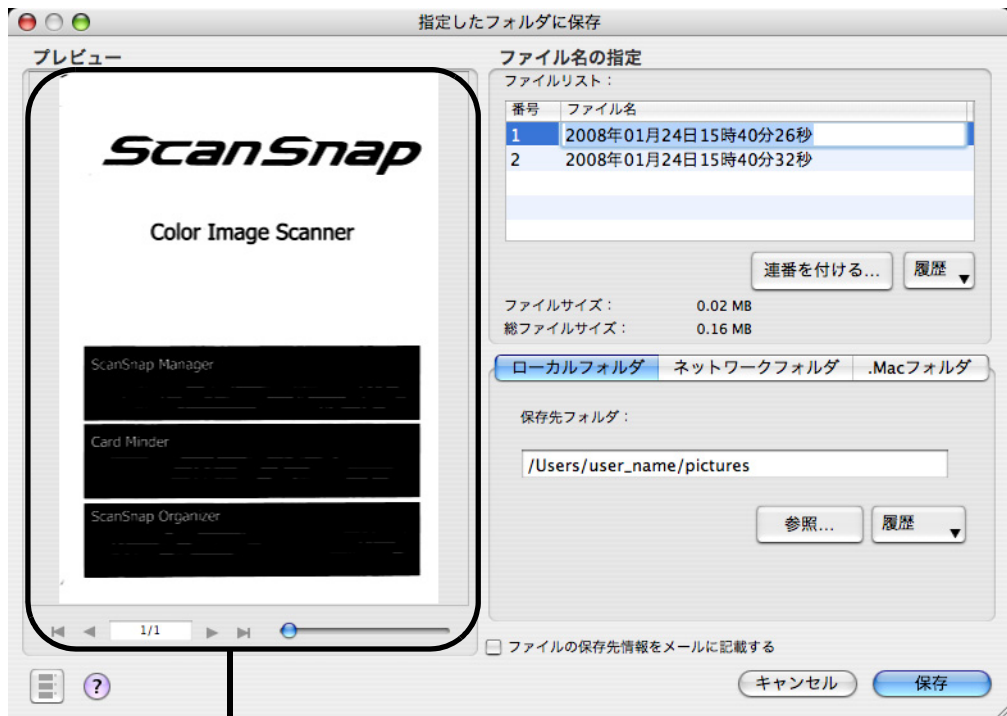 指定したフォルダに保存
プレビュー
ScanSnap
Color Image Scanner
ScanSnap Manager
Card Minder
ScanSnap Organizer
1/1
ファイル名の指定
ファイルリスト：
番号 ファイル名
1 2008年01月24日15時40分26秒
2 2008年01月24日15時40分32秒
連番を付ける... 履歴
ファイルサイズ： 0.02 MB
総ファイルサイズ： 0.16 MB
ローカルフォルダ ネットワークフォルダ .Macフォルダ
保存先フォルダ：
/Users/user_name/pictures
参照... 履歴
ファイルの保存先情報をメールに記載する
?
キャンセル 保存